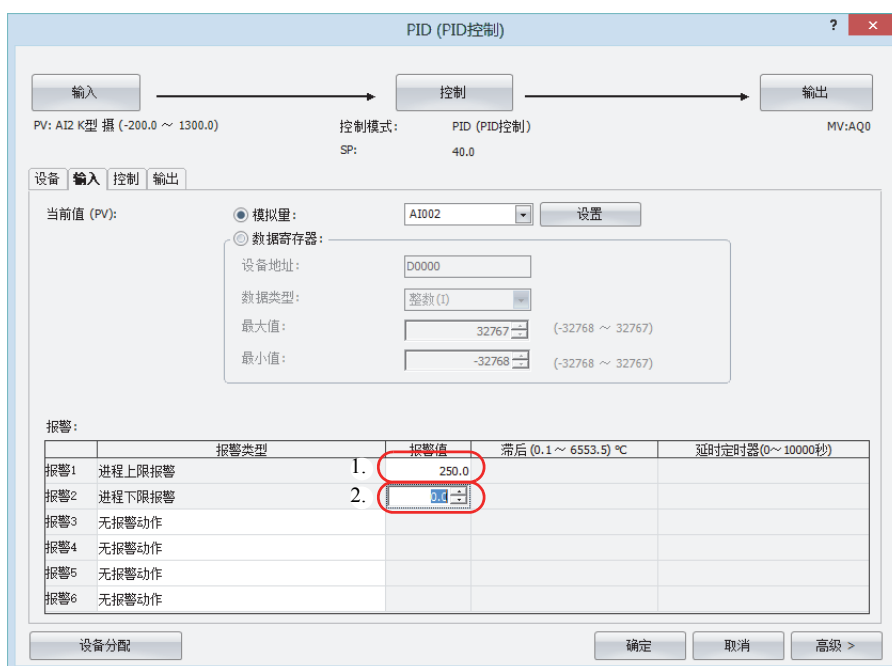 PID (PID控制)
? ×
输入 控制 输出
PV: AI2 K型 摄 (-200.0 ～ 1300.0) 控制模式: PID (PID控制) MV:AQ0
SP: 40.0
设备 输入 控制 输出
当前值 (PV): 模拟量: AI002 设置
数据寄存器:
设备地址: D0000
数据类型: 整数(I)
最大值: 32767 (-32768 ～ 32767)
最小值: -32768 (-32768 ～ 32767)
报警:
报警类型 报警值 滞后 (0.1～ 6553.5) ℃ 延时定时器(0～ 10000秒)
报警1 进程上限报警 1. 250.0
报警2 进程下限报警 2. 0.0
报警3 无报警动作
报警4 无报警动作
报警5 无报警动作
报警6 无报警动作
设备分配 确定 取消 高级 >